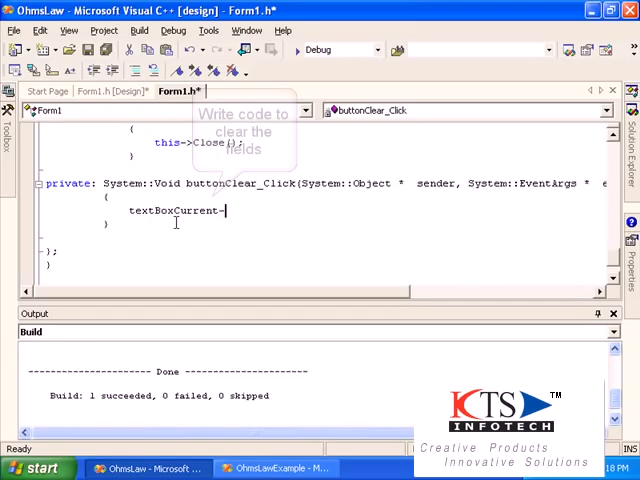 OhmsLaw - Microsoft Visual C++ [design] - Form1.h*
File Edit View Project Build Debug Tools Window Help
Debug
Start Page Form1.h [Design]* Form1.h*
Form1 buttonClear_Click
Write code to
clear the
fields
{
this->Close();
}
private: System::Void buttonClear_Click(System::Object * sender, System::EventArgs * e
{
textBoxCurrent-
}
};
}
Toolbox
Solution Explorer
Properties
Output
Build
---------------------- Done ----------------------
Build: 1 succeeded, 0 failed, 0 skipped
KTS TM
INFOTECH
Creative Products
Innovative Solutions
Ready INS
start OhmsLaw - Microsoft ... OhmsLawExample - M... :18 PM